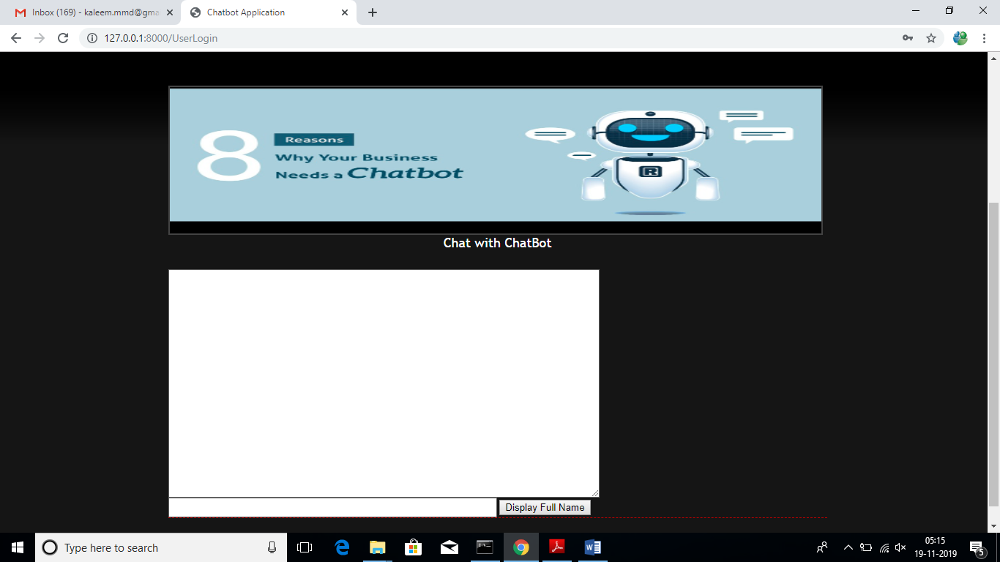 Inbox (169) - kaleem.mmd@gma
Chatbot Application
127.0.0.1:8000/UserLogin
8
Reasons
Why Your Business
Needs a Chatbot
R
Chat with ChatBot
Display Full Name
Type here to search
05:15
19-11-2019
5